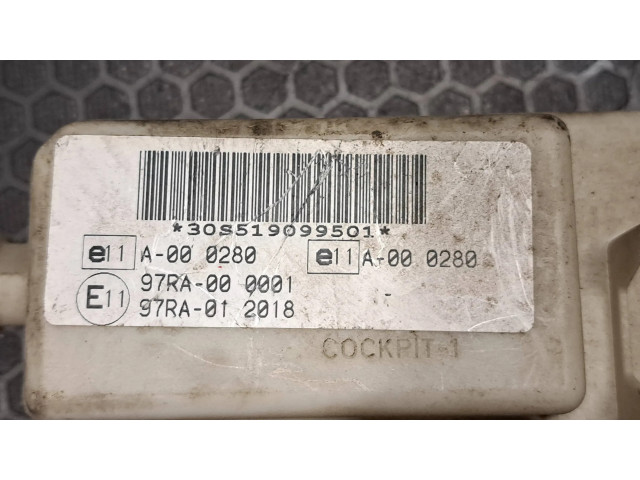 *30S519099501*
e11 A-00 0280 e11 A-00 0280
E11 97RA-00 0001
97RA-01 2018
COCKPIT-1